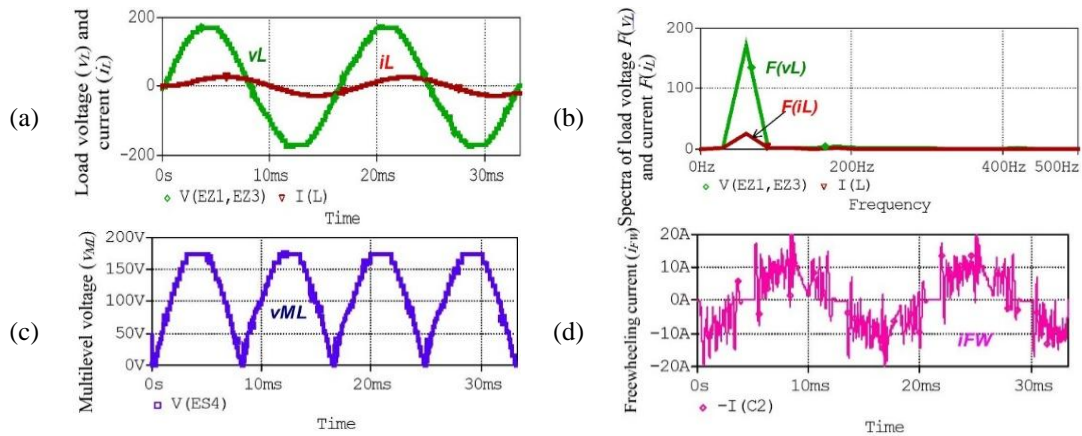 (a)
Load voltage (vL) and
current (iL)
200
0
-200
vL
iL
0s
10ms
20ms
30ms
V(EZ1,EZ3)
I(L)
Time
(b)
Spectra of load voltage F(vL)
and current F(iL)
200
100
0
F(vL)
F(iL)
0Hz
200Hz
400Hz
500Hz
V(EZ1,EZ3)
I(L)
Frequency
(c)
Multilevel voltage (vML)
200V
150V
100V
50V
0V
vML
0s
10ms
20ms
30ms
V(ES4)
Time
(d)
Freewheeling current (iFW)
20A
10A
0A
-10A
-20A
iFW
0s
10ms
20ms
30ms
-I(C2)
Time